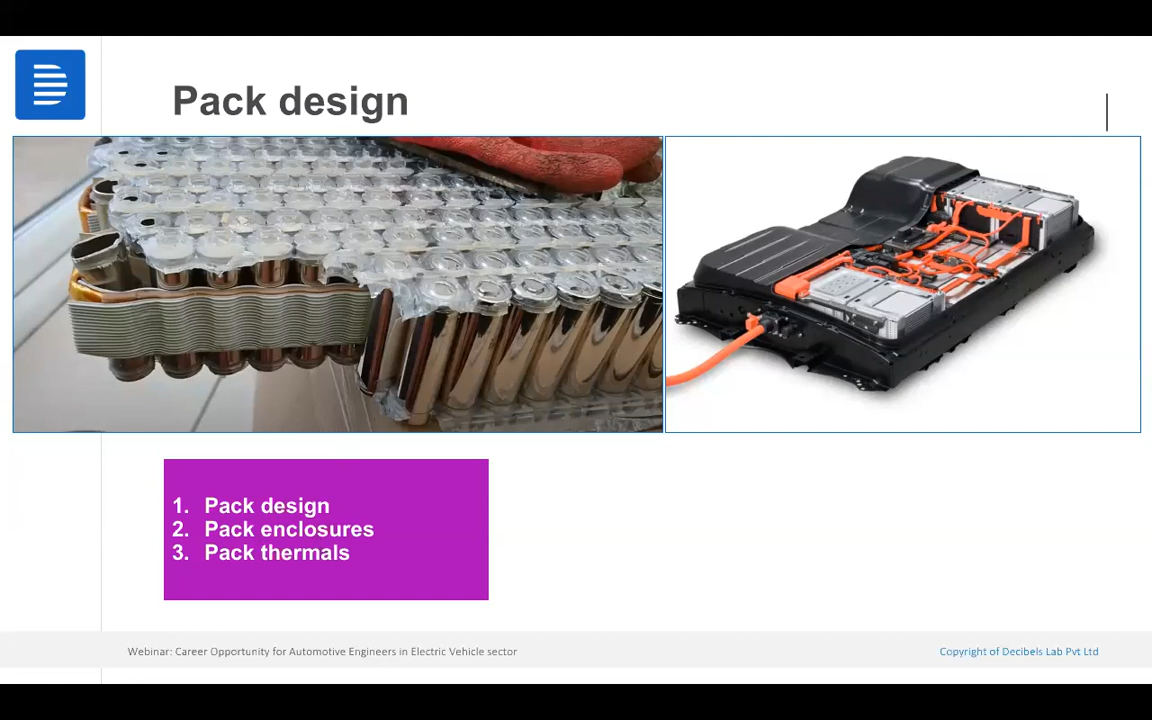 Pack design
1. Pack design
2. Pack enclosures
3. Pack thermals
Webinar: Career Opportunity for Automotive Engineers in Electric Vehicle sector
Copyright of Decibels Lab Pvt Ltd